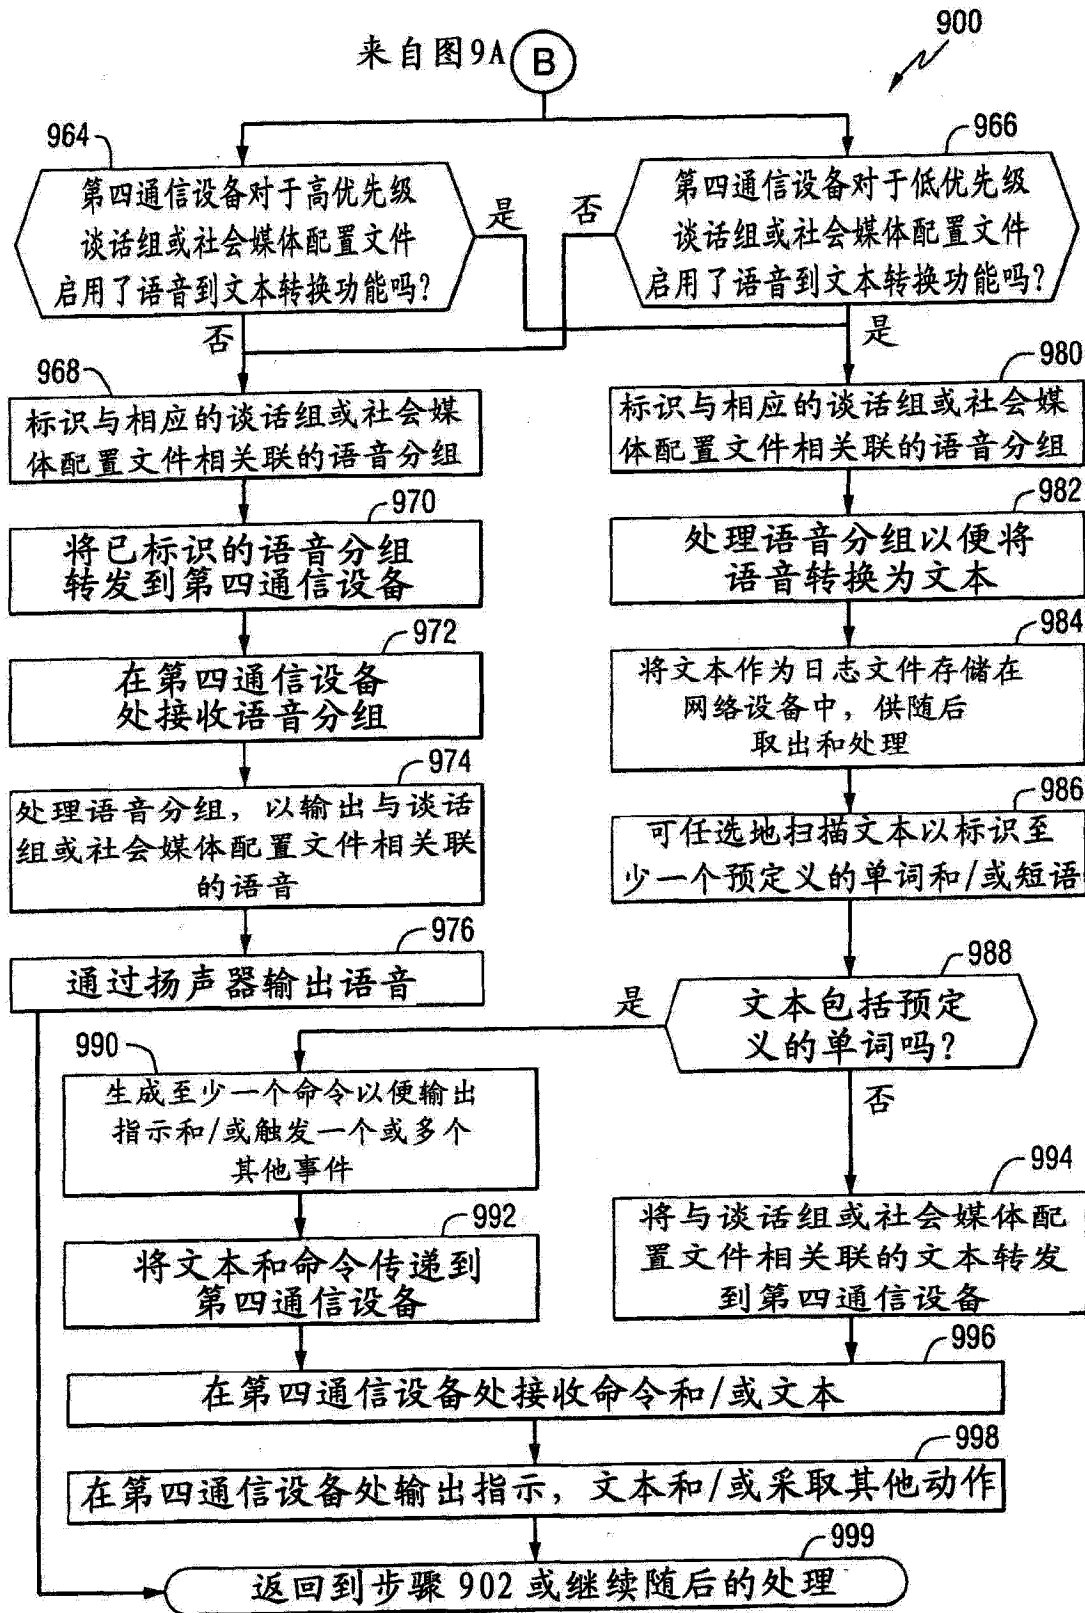 来自图9A
B
900
964
第四通信设备对于高优先级
谈话组或社会媒体配置文件
启用了语音到文本转换功能吗?
是
否
966
第四通信设备对于低优先级
谈话组或社会媒体配置文件
启用了语音到文本转换功能吗?
否
是
968
标识与相应的谈话组或社会媒
体配置文件相关联的语音分组
980
标识与相应的谈话组或社会媒
体配置文件相关联的语音分组
970
将已标识的语音分组
转发到第四通信设备
982
处理语音分组以便将
语音转换为文本
972
在第四通信设备
处接收语音分组
984
将文本作为日志文件存储在
网络设备中，供随后
取出和处理
974
处理语音分组，以输出与谈话
组或社会媒体配置文件相关联
的语音
986
可任选地扫描文本以标识至
少一个预定义的单词和/或短语
976
通过扬声器输出语音
988
文本包括预定
义的单词吗?
是
否
990
生成至少一个命令以便输出
指示和/或触发一个或多个
其他事件
992
将文本和命令传递到
第四通信设备
994
将与谈话组或社会媒体配
置文件相关联的文本转发
到第四通信设备
996
在第四通信设备处接收命令和/或文本
998
在第四通信设备处输出指示，文本和/或采取其他动作
999
返回到步骤902或继续随后的处理